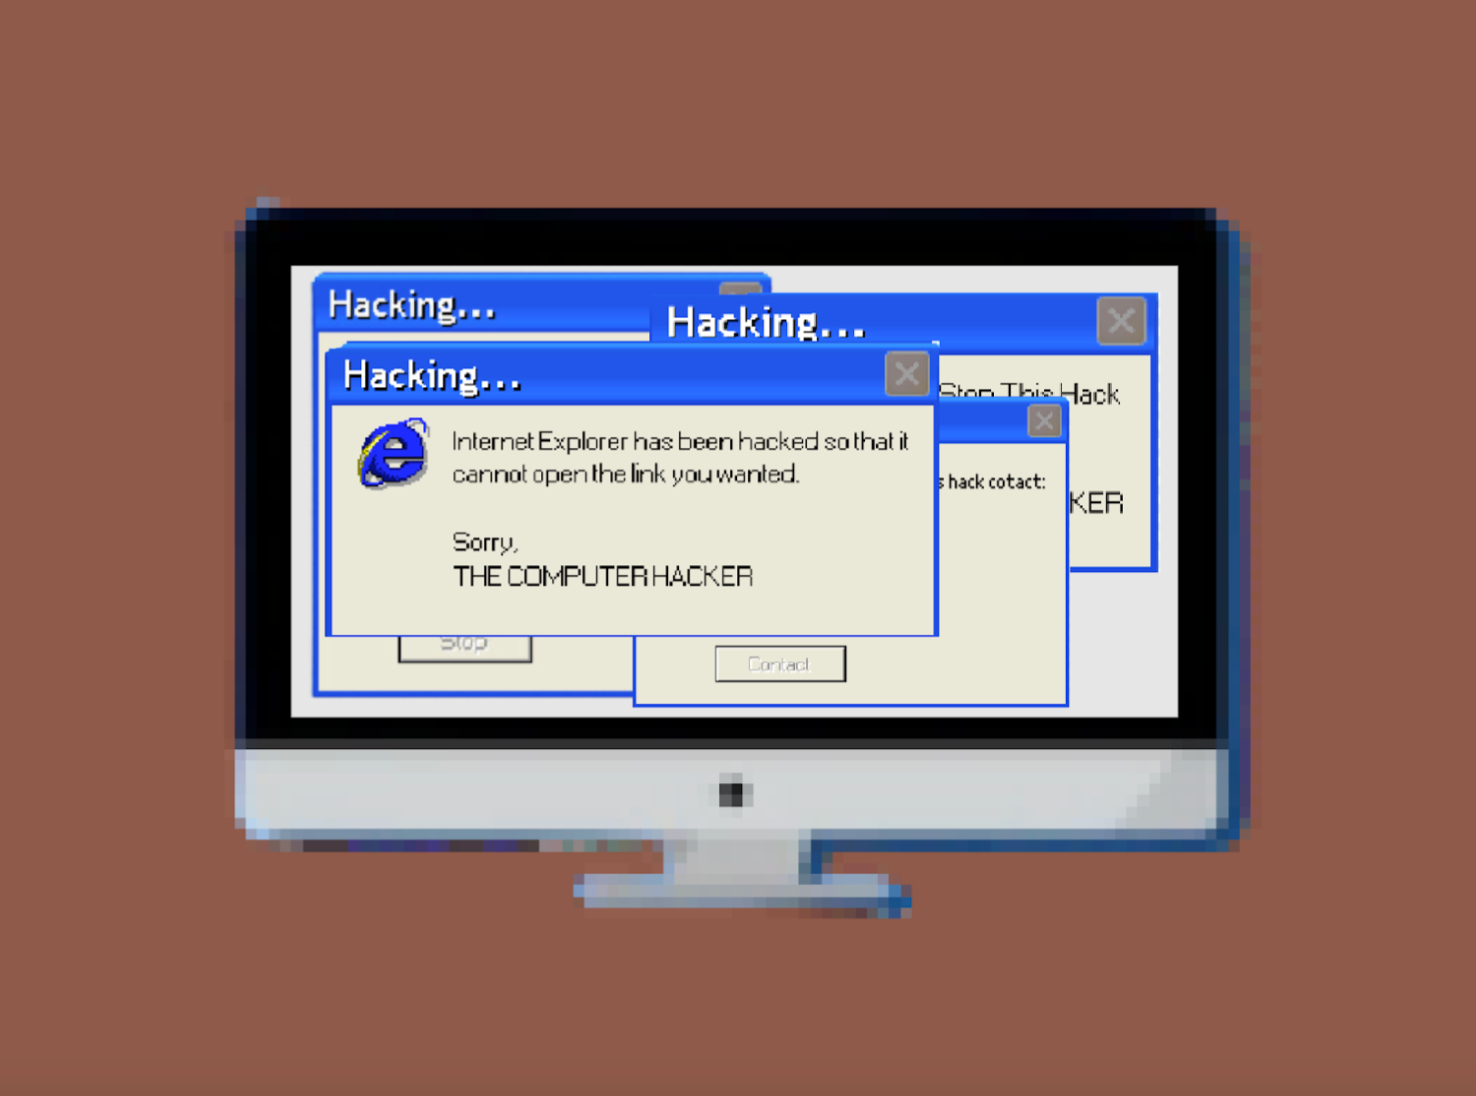 Hacking...
Hacking...
Hacking...
Stop This Hack
Internet Explorer has been hacked so that it
cannot open the link you wanted.
hack cotact:
KER
Sorry,
THE COMPUTER HACKER
Stop
Contact